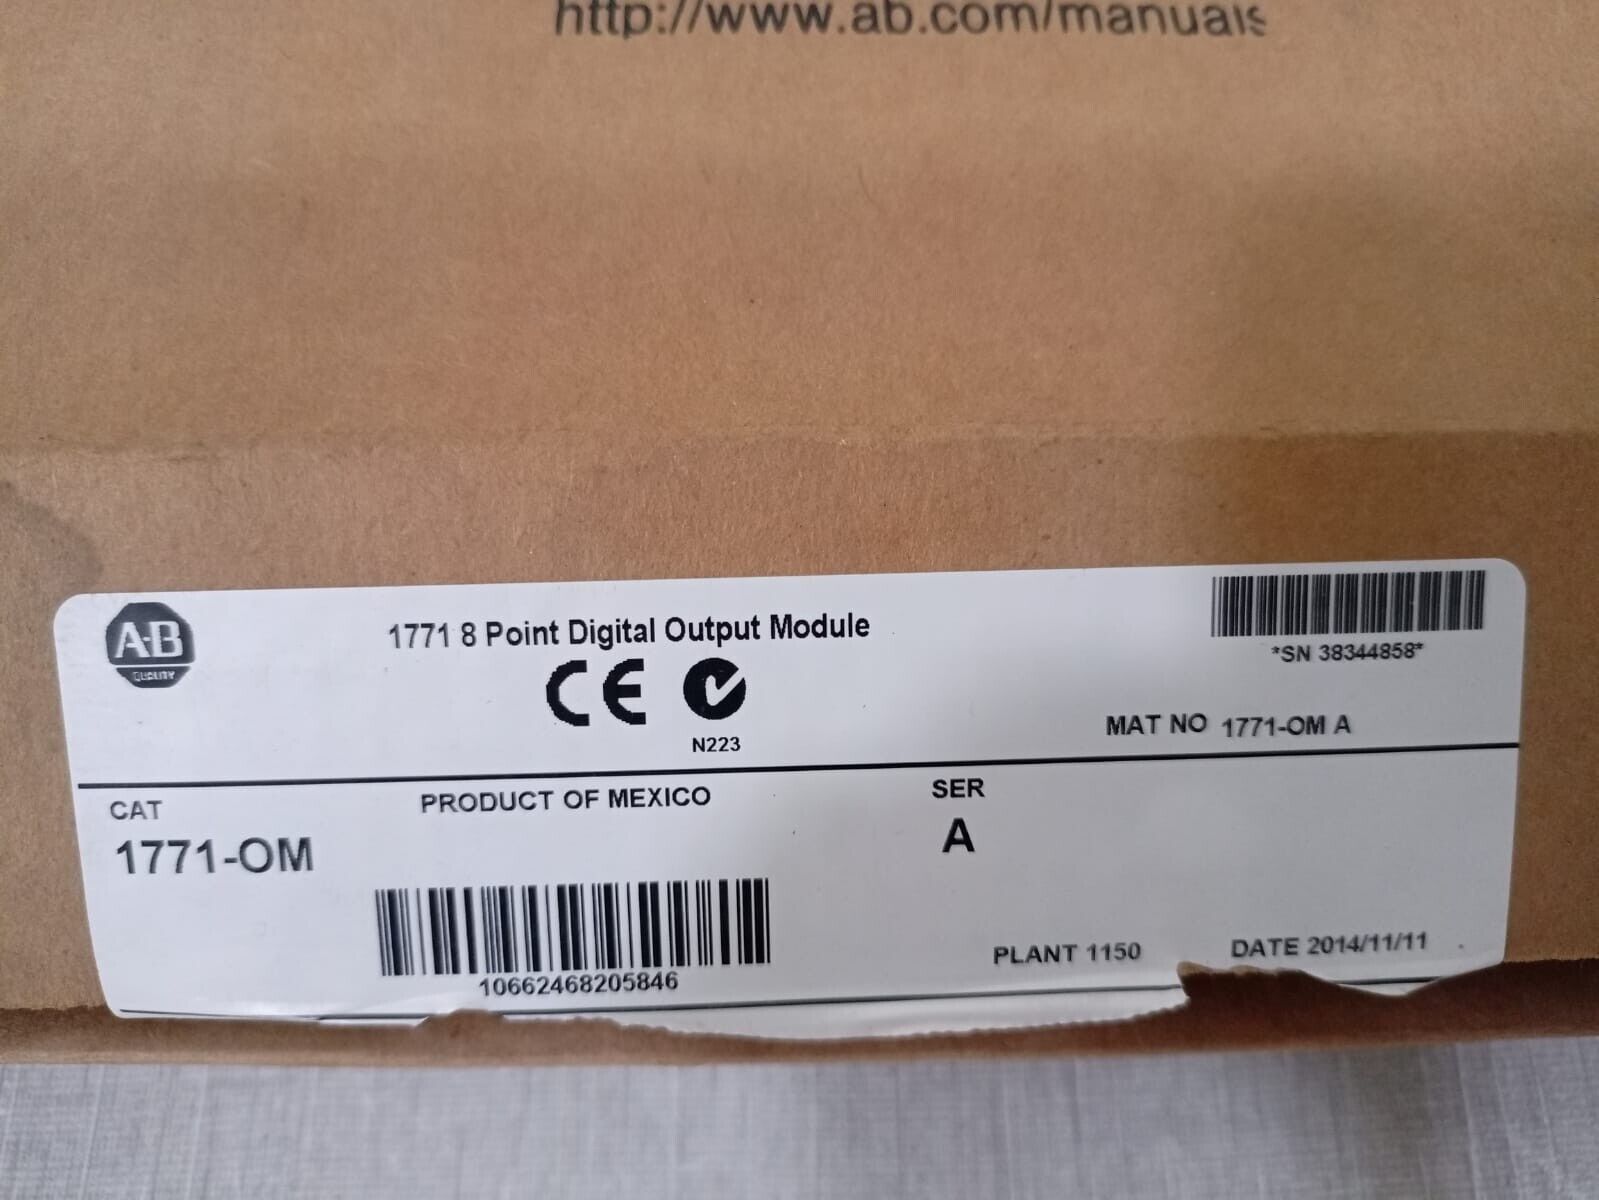 http://www.ab.com/manuals
A-B
QUALITY
1771 8 Point Digital Output Module
CE
N223
*SN 38344858*
MAT NO 1771-OM A
CAT
1771-OM
PRODUCT OF MEXICO
SER
A
10662468205846
PLANT 1150
DATE 2014/11/11